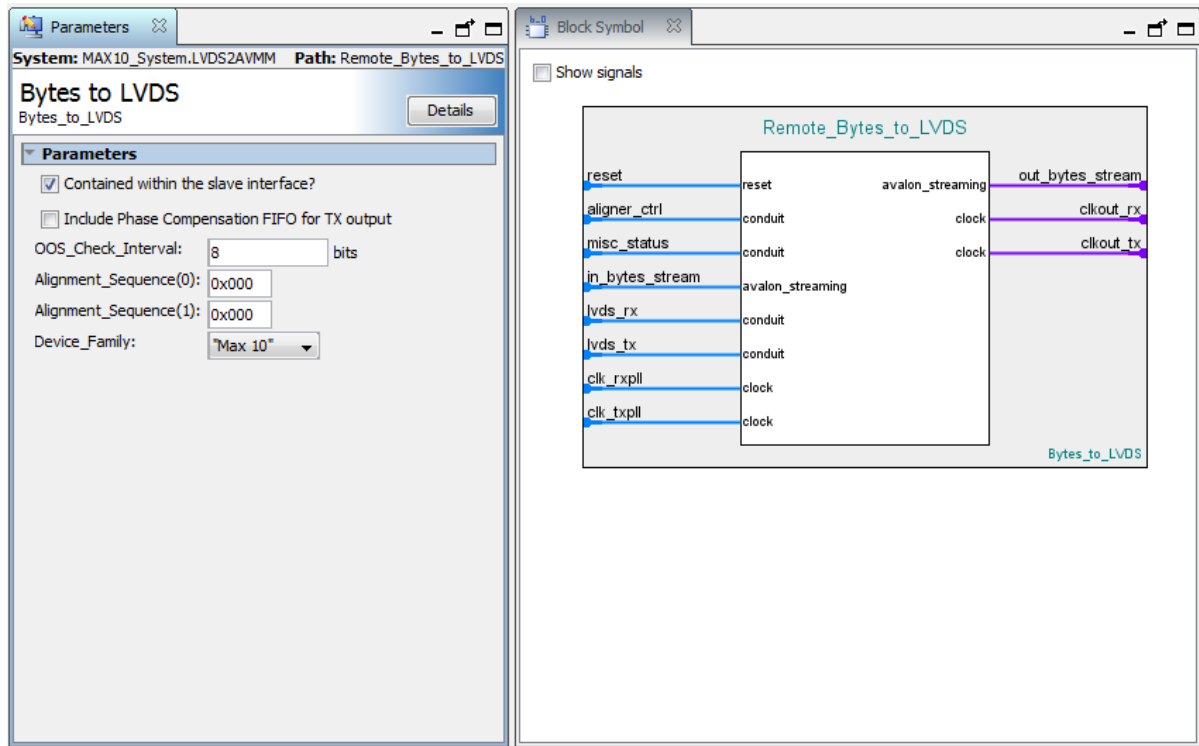 Parameters
System: MAX10_System.LVDS2AVMM Path: Remote_Bytes_to_LVDS
Bytes to LVDS
Bytes_to_LVDS
Details
Parameters
Contained within the slave interface?
Include Phase Compensation FIFO for TX output
OOS_Check_Interval: 8 bits
Alignment_Sequence(0): 0x000
Alignment_Sequence(1): 0x000
Device_Family: "Max 10"
Block Symbol
Show signals
Remote_Bytes_to_LVDS
reset reset avalon_streaming out_bytes_stream
aligner_ctrl conduit clock clkout_rx
misc_status conduit clock clkout_tx
in_bytes_stream avalon_streaming
lvds_rx conduit
lvds_tx conduit
clk_rxpll clock
clk_txpll clock
Bytes_to_LVDS